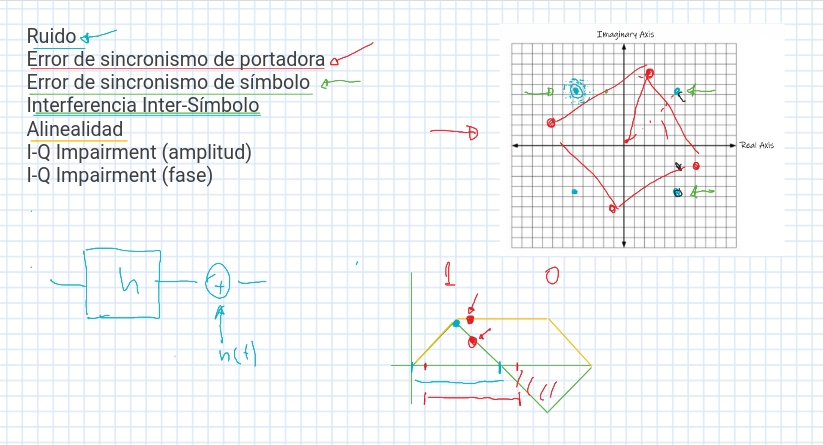 Ruido
Error de sincronismo de portadora
Error de sincronismo de símbolo
Interferencia Inter-Símbolo
Alinealidad
I-Q Impairment (amplitud)
I-Q Impairment (fase)
Imaginary Axis
Real Axis
h
+
n(t)
1 0